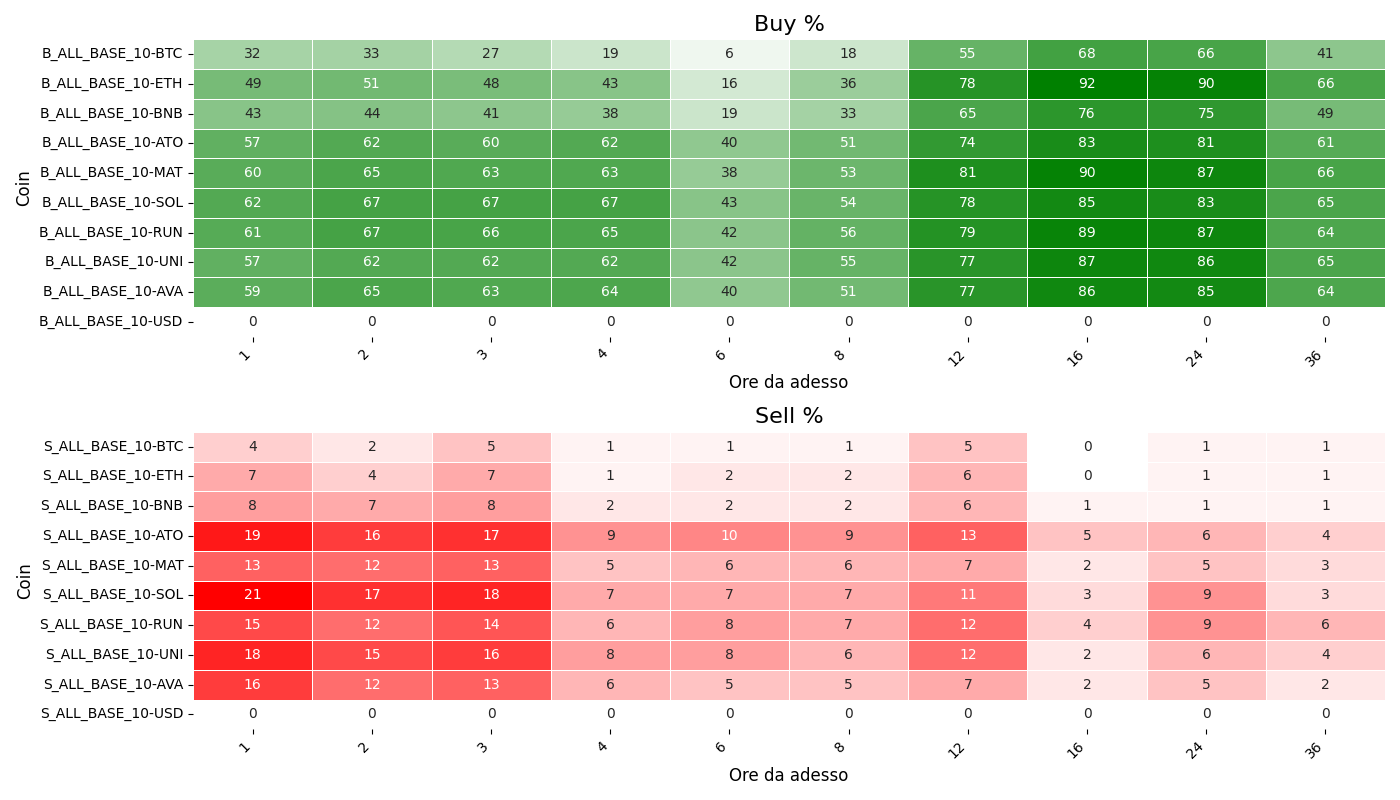 Buy %
Coin
B_ALL_BASE_10-BTC 32 33 27 19 6 18 55 68 66 41
B_ALL_BASE_10-ETH 49 51 48 43 16 36 78 92 90 66
B_ALL_BASE_10-BNB 43 44 41 38 19 33 65 76 75 49
B_ALL_BASE_10-ATO 57 62 60 62 40 51 74 83 81 61
B_ALL_BASE_10-MAT 60 65 63 63 38 53 81 90 87 66
B_ALL_BASE_10-SOL 62 67 67 67 43 54 78 85 83 65
B_ALL_BASE_10-RUN 61 67 66 65 42 56 79 89 87 64
B_ALL_BASE_10-UNI 57 62 62 62 42 55 77 87 86 65
B_ALL_BASE_10-AVA 59 65 63 64 40 51 77 86 85 64
B_ALL_BASE_10-USD 0 0 0 0 0 0 0 0 0 0
1 2 3 4 6 8 12 16 24 36
Ore da adesso
Sell %
Coin
S_ALL_BASE_10-BTC 4 2 5 1 1 1 5 0 1 1
S_ALL_BASE_10-ETH 7 4 7 1 2 2 6 0 1 1
S_ALL_BASE_10-BNB 8 7 8 2 2 2 6 1 1 1
S_ALL_BASE_10-ATO 19 16 17 9 10 9 13 5 6 4
S_ALL_BASE_10-MAT 13 12 13 5 6 6 7 2 5 3
S_ALL_BASE_10-SOL 21 17 18 7 7 7 11 3 9 3
S_ALL_BASE_10-RUN 15 12 14 6 8 7 12 4 9 6
S_ALL_BASE_10-UNI 18 15 16 8 8 6 12 2 6 4
S_ALL_BASE_10-AVA 16 12 13 6 5 5 7 2 5 2
S_ALL_BASE_10-USD 0 0 0 0 0 0 0 0 0 0
1 2 3 4 6 8 12 16 24 36
Ore da adesso